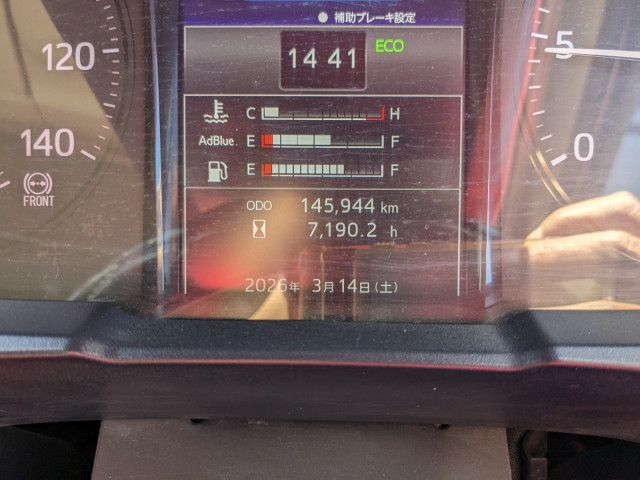 ● 補助ブレーキ設定
120
14 41 ECO
5
C H
AdBlue E F
140
E F
0
FRONT
ODO 145,944 km
7,190.2 h
2026年 3月14日(土)